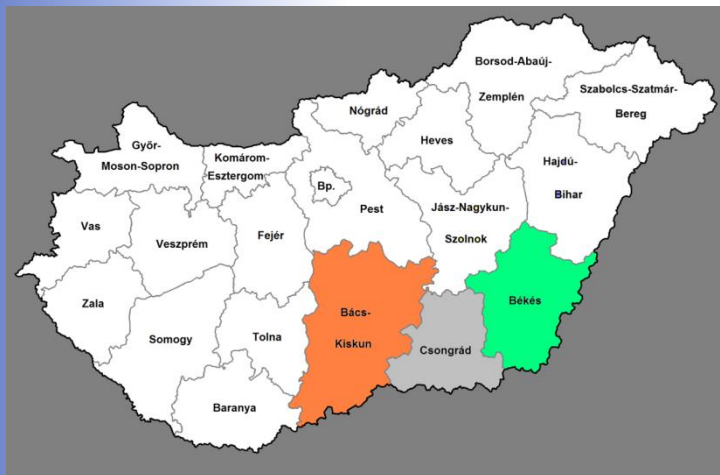 Borsod-Abaúj-
Zemplén
Szabolcs-Szatmár-
Bereg
Nógrád
Heves
Győr-
Moson-Sopron
Komárom-
Esztergom
Hajdú-
Bihar
Bp.
Pest
Jász-Nagykun-
Szolnok
Vas
Veszprém
Fejér
Zala
Somogy
Tolna
Bács-
Kiskun
Békés
Csongrád
Baranya